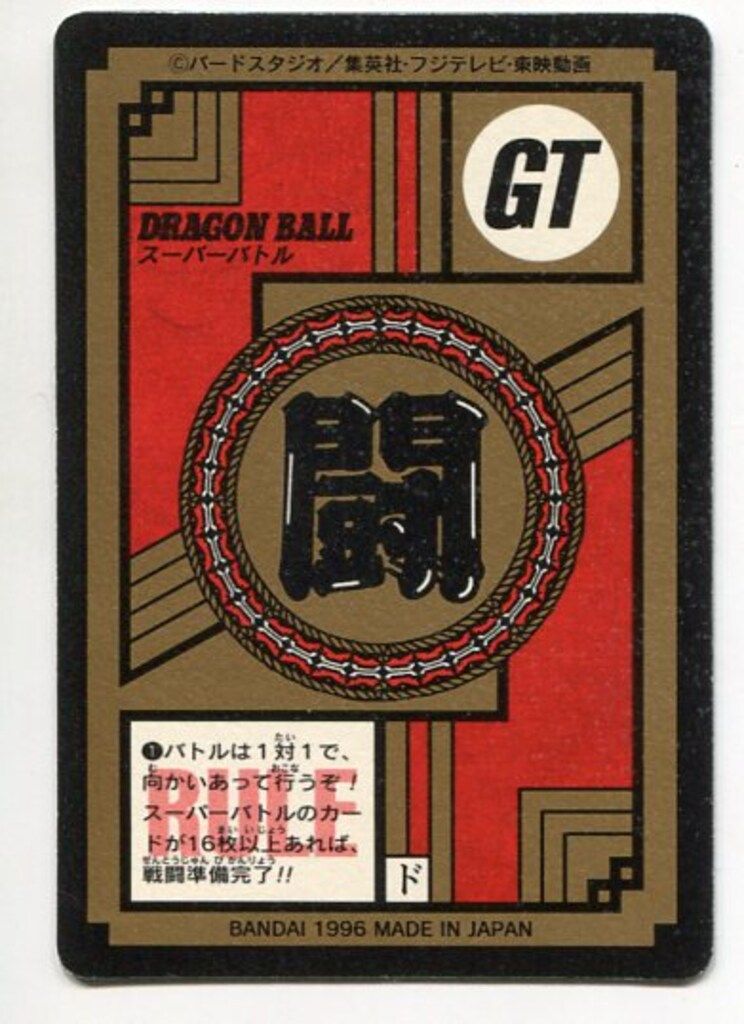 ©バードスタジオ／集英社・フジテレビ・東映動画
GT
DRAGON BALL
スーパーバトル
闘
RULE
❶バトルは1対1で、
向かいあって行うぞ！
スーパーバトルのカー
ドが16枚以上あれば、
戦闘準備完了!!
ド
BANDAI 1996 MADE IN JAPAN